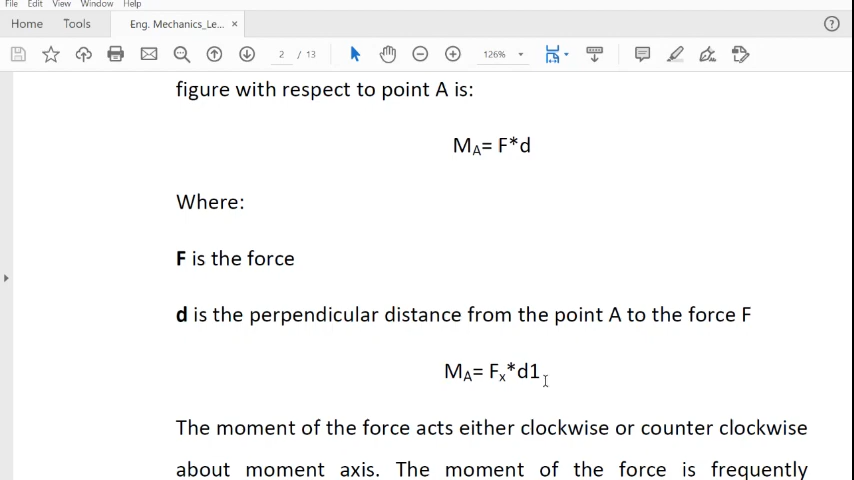 File Edit View Window Help
Home Tools Eng. Mechanics_Le... ×
2 / 13 126%
figure with respect to point A is:
MA= F*d
Where:
F is the force
d is the perpendicular distance from the point A to the force F
MA= Fx*d1
The moment of the force acts either clockwise or counter clockwise
about moment axis. The moment of the force is frequently